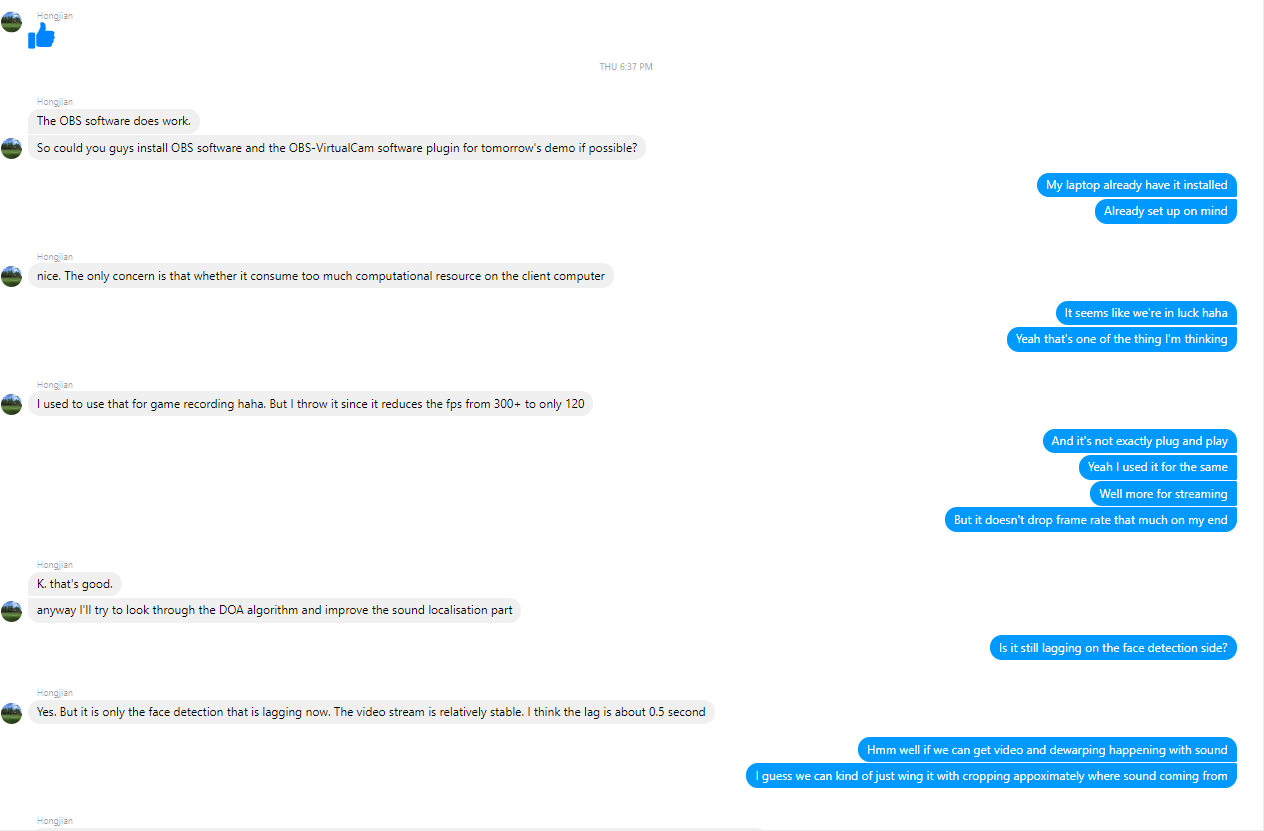 Hongjian
THU 6:37 PM
Hongjian
The OBS software does work.
So could you guys install OBS software and the OBS-VirtualCam software plugin for tomorrow's demo if possible?
My laptop already have it installed
Already set up on mind
Hongjian
nice. The only concern is that whether it consume too much computational resource on the client computer
It seems like we're in luck haha
Yeah that's one of the thing I'm thinking
Hongjian
I used to use that for game recording haha. But I throw it since it reduces the fps from 300+ to only 120
And it's not exactly plug and play
Yeah I used it for the same
Well more for streaming
But it doesn't drop frame rate that much on my end
Hongjian
K. that's good.
anyway I'll try to look through the DOA algorithm and improve the sound localisation part
Is it still lagging on the face detection side?
Hongjian
Yes. But it is only the face detection that is lagging now. The video stream is relatively stable. I think the lag is about 0.5 second
Hmm well if we can get video and dewarping happening with sound
I guess we can kind of just wing it with cropping appoximately where sound coming from
Hongjian